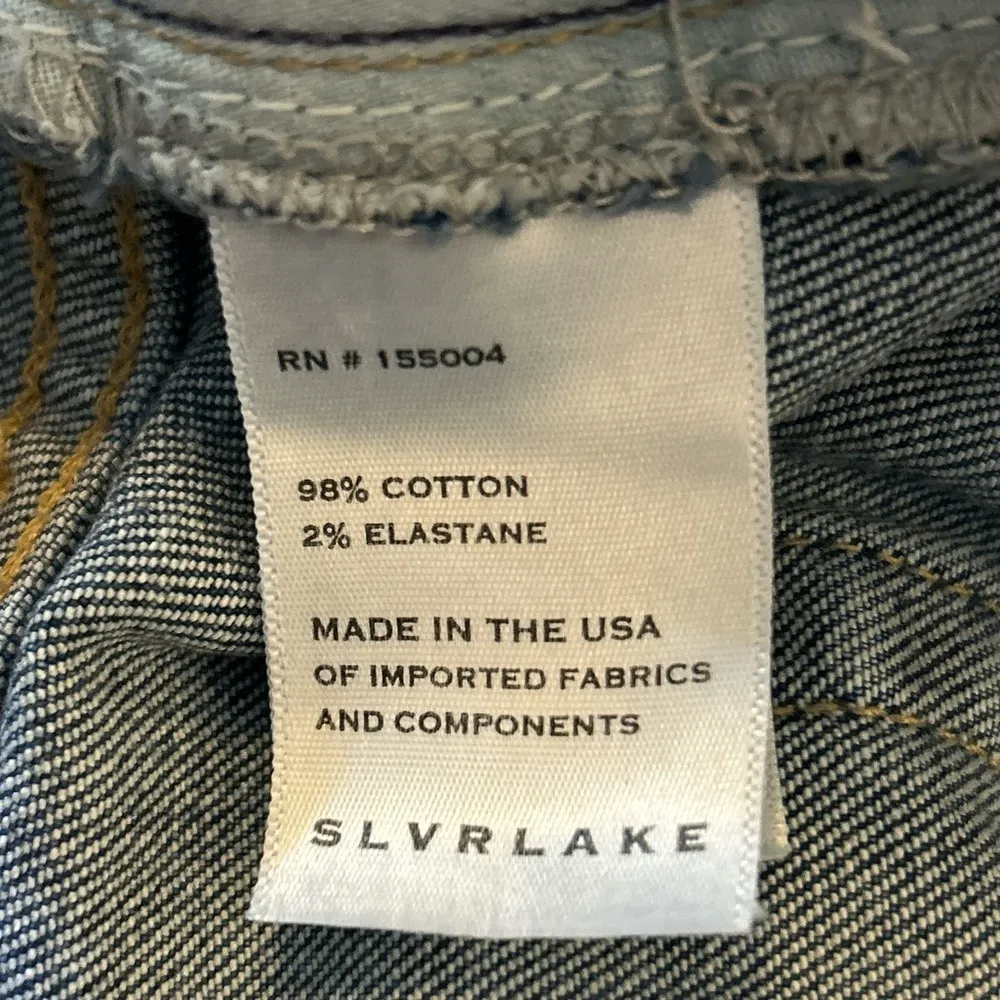 RN # 155004
98% COTTON
2% ELASTANE
MADE IN THE USA
OF IMPORTED FABRICS
AND COMPONENTS
SLVRLAKE